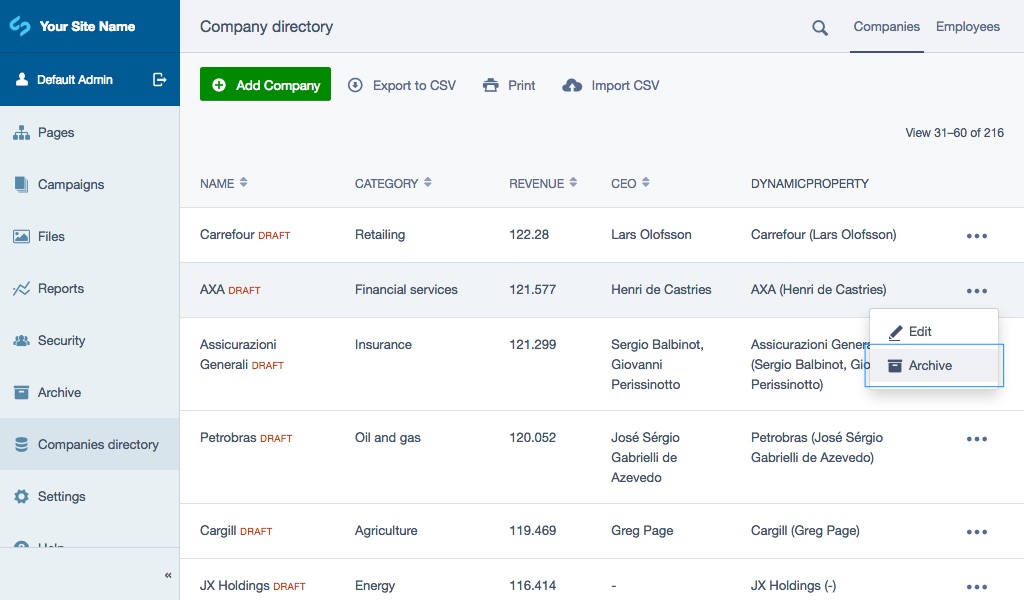 Your Site Name
Default Admin
Pages
Campaigns
Files
Reports
Security
Archive
Companies directory
Settings
Help
«
Company directory
Companies
Employees
Add Company
Export to CSV
Print
Import CSV
View 31–60 of 216
NAME CATEGORY REVENUE CEO DYNAMICPROPERTY
Carrefour DRAFT Retailing 122.28 Lars Olofsson Carrefour (Lars Olofsson)
AXA DRAFT Financial services 121.577 Henri de Castries AXA (Henri de Castries)
Edit
Archive
Assicurazioni Insurance 121.299 Sergio Balbinot, Assicurazioni
Generali DRAFT Giovanni (Sergio Balbinot,
Perissinotto Perissinotto)
Petrobras DRAFT Oil and gas 120.052 José Sérgio Petrobras (José Sérgio
Gabrielli de Gabrielli de Azevedo)
Azevedo
Cargill DRAFT Agriculture 119.469 Greg Page Cargill (Greg Page)
JX Holdings DRAFT Energy 116.414 - JX Holdings (-)